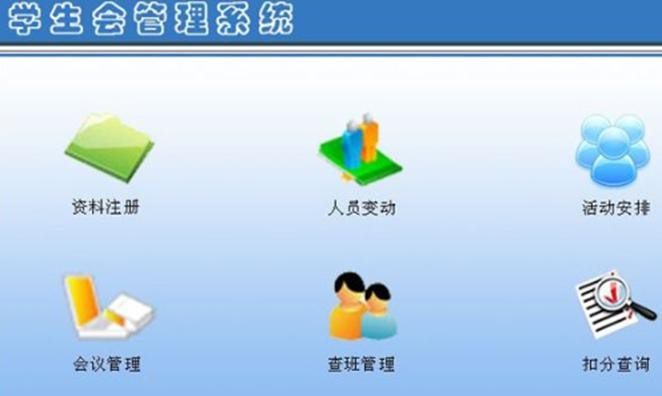 学生会管理系统
资料注册
人员变动
活动安排
会议管理
查班管理
扣分查询